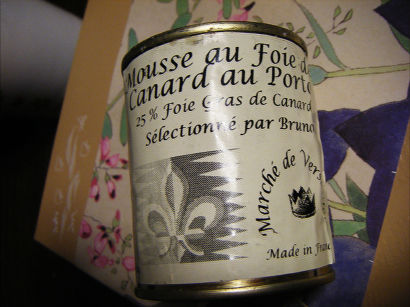 Mousse au Foie de
Canard au Porto
25 % Foie Gras de Canard
Sélectionné par Bruno
Marché de Vers
Made in